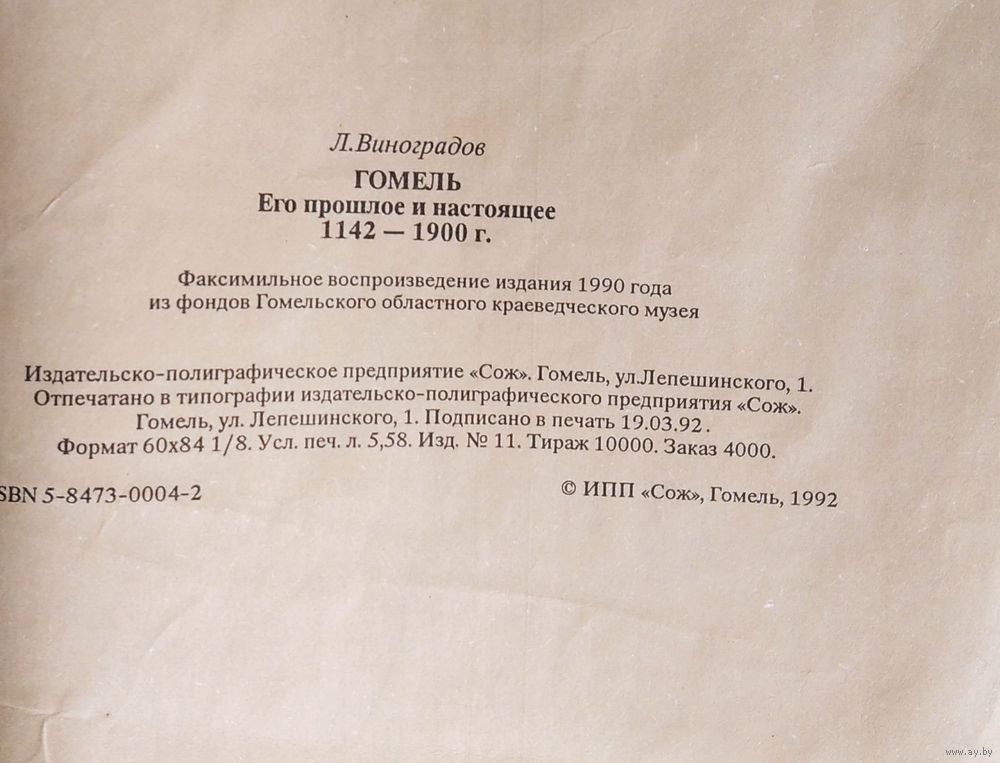 Л.Виноградов
ГОМЕЛЬ
Его прошлое и настоящее
1142 — 1900 г.
Факсимильное воспроизведение издания 1990 года
из фондов Гомельского областного краеведческого музея
Издательско-полиграфическое предприятие «Сож». Гомель, ул.Лепешинского, 1.
Отпечатано в типографии издательско-полиграфического предприятия «Сож».
Гомель, ул. Лепешинского, 1. Подписано в печать 19.03.92.
Формат 60х84 1/8. Усл. печ. л. 5,58. Изд. № 11. Тираж 10000. Заказ 4000.
SBN 5-8473-0004-2
© ИПП «Сож», Гомель, 1992
www.ay.by